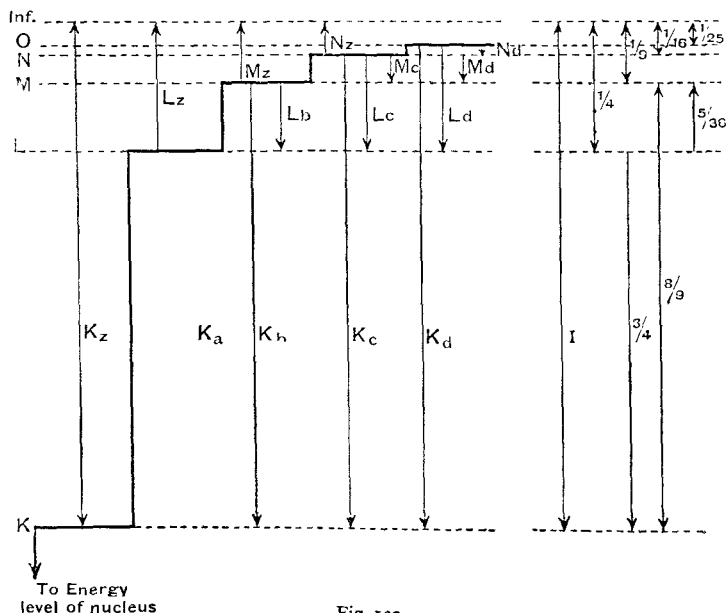 Inf.
O
N
M
L
K
Nz
Nd
Mz
Mc
Md
Lz
Lb
Lc
Ld
Kz
Ka
Kb
Kc
Kd
I
1/4
1/9
1/16
1/25
5/36
3/4
8/9
To Energy
level of nucleus
Fig.